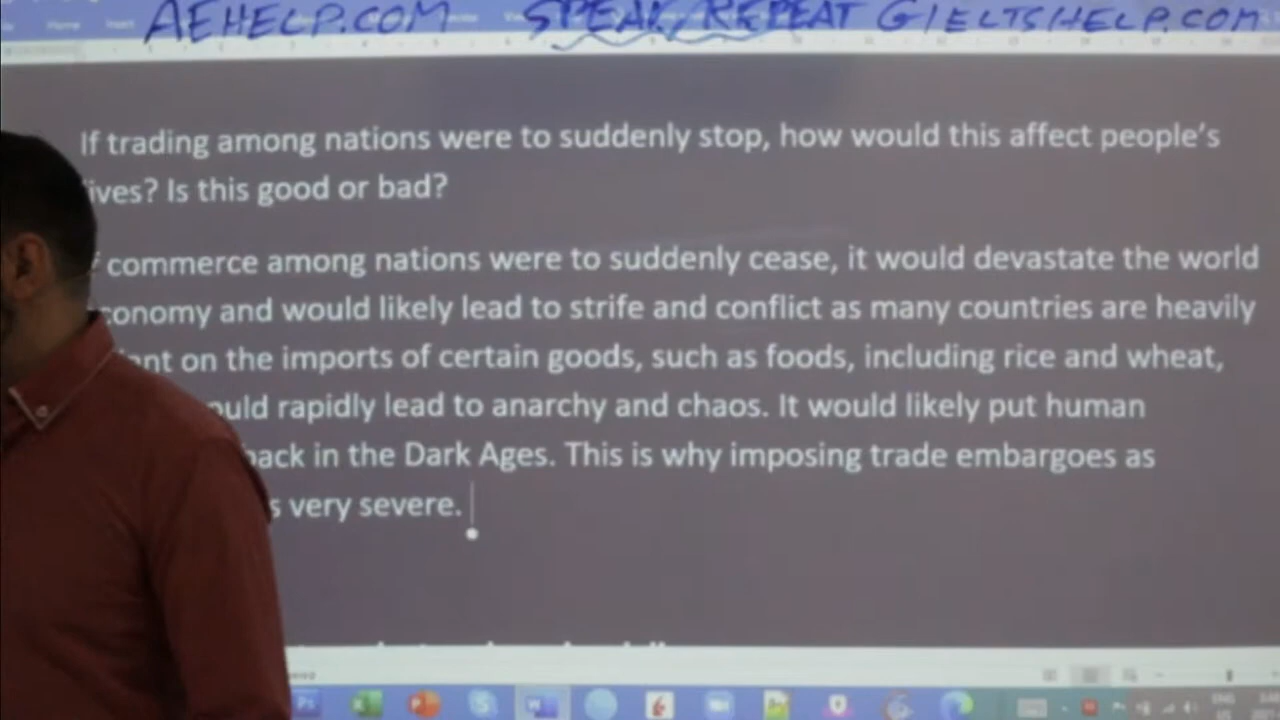 AEHELP.COM SPEAK/REPEAT GIELTSHELP.COM
If trading among nations were to suddenly stop, how would this affect people's
ives? Is this good or bad?
commerce among nations were to suddenly cease, it would devastate the world
conomy and would likely lead to strife and conflict as many countries are heavily
on the imports of certain goods, such as foods, including rice and wheat,
ould rapidly lead to anarchy and chaos. It would likely put human
back in the Dark Ages. This is why imposing trade embargoes as
s very severe.